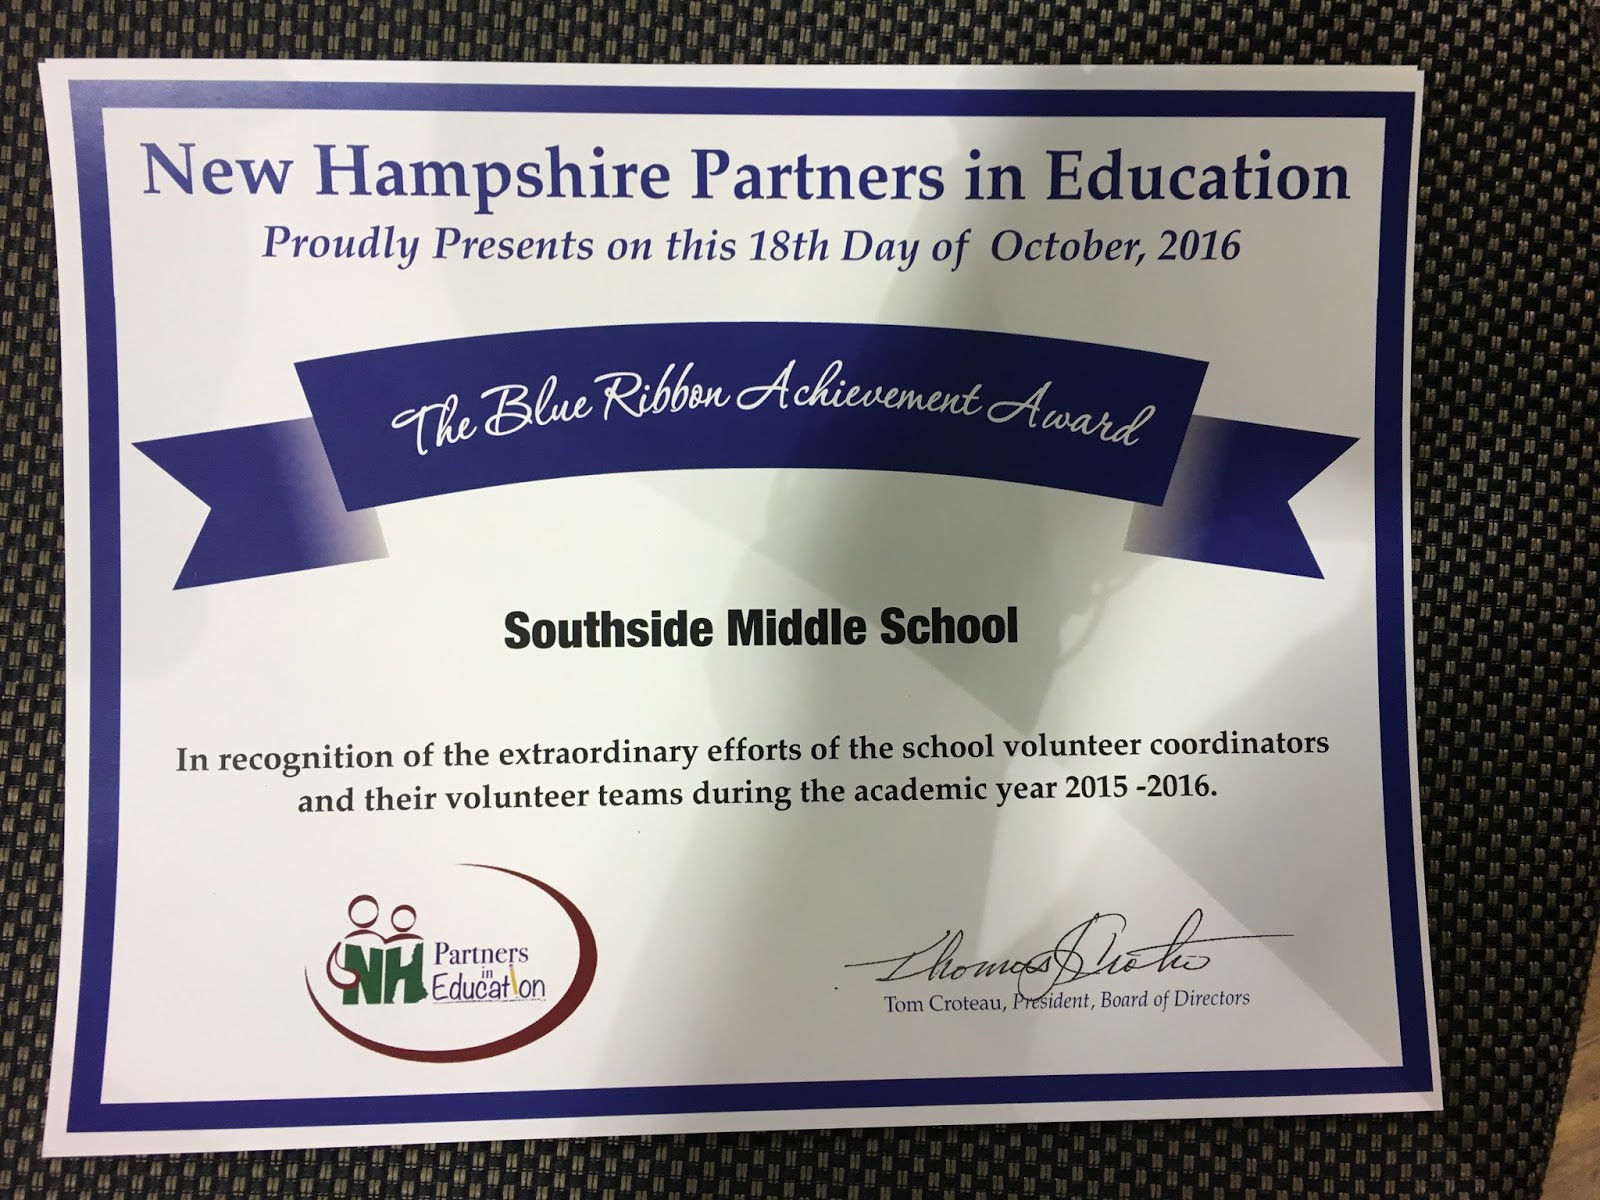 New Hampshire Partners in Education
Proudly Presents on this 18th Day of October, 2016
The Blue Ribbon Achievement Award
Southside Middle School
In recognition of the extraordinary efforts of the school volunteer coordinators
and their volunteer teams during the academic year 2015 -2016.
NH Partners
in
Education
Thomas J Croteau
Tom Croteau, President, Board of Directors